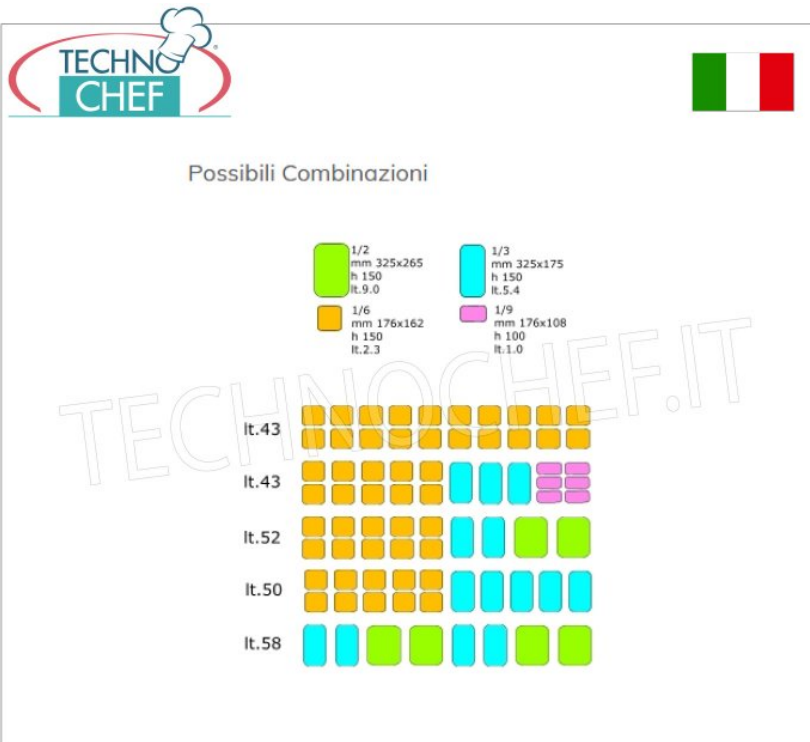 TECHNO
CHEF
Possibili Combinazioni
1/2
mm 325x265
h 150
lt.9.0
1/3
mm 325x175
h 150
lt.5.4
1/6
mm 176x162
h 150
lt.2.3
1/9
mm 176x108
h 100
lt.1.0
TECHNOCHEF.IT
lt.43
lt.43
lt.52
lt.50
lt.58